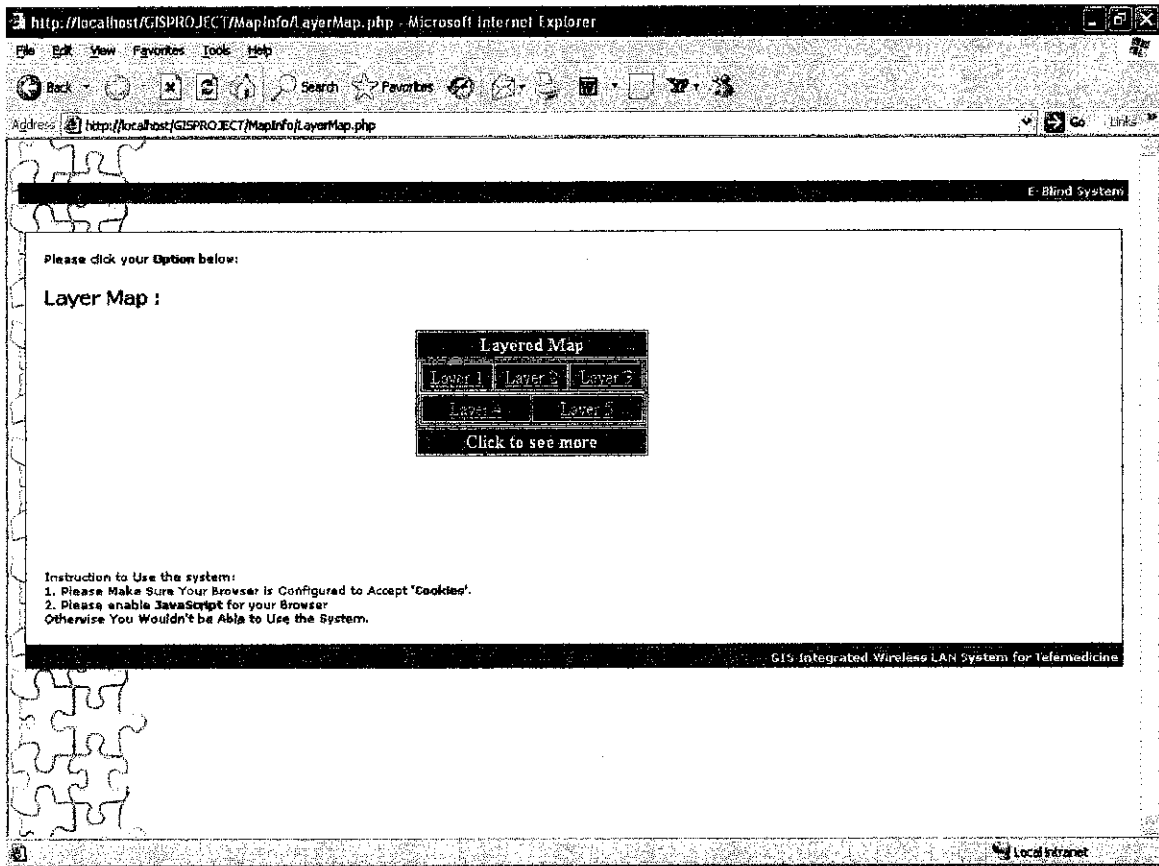 http://localhost/GISPROJECT/MapInfo/LayerMap.php - Microsoft Internet Explorer
File Edit View Favorites Tools Help
Back Search Favorites
Address http://localhost/GISPROJECT/MapInfo/LayerMap.php Go Links
E-Blind System
Please click your Option below:
Layer Map :
Layered Map
Layer 1 Layer 2 Layer 3
Layer 4 Layer 5
Click to see more
Instruction to Use the system:
1. Please Make Sure Your Browser is Configured to Accept 'Cookies'.
2. Please enable JavaScript for your Browser
Otherwise You Wouldn't be Able to Use the System.
GIS Integrated Wireless LAN System for Telemedicine
Local intranet